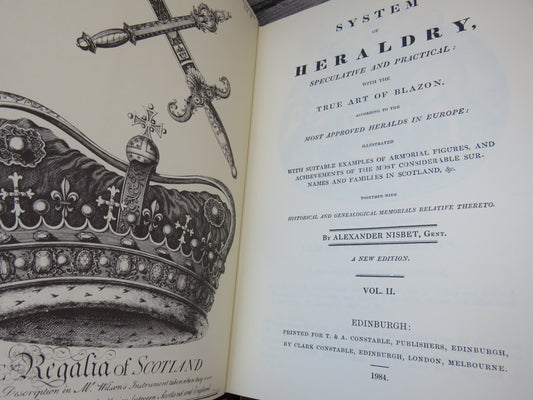 Regalia of SCOTLAND
Description in Mr. Wilson's Instrument taken when they were
between Scotland and England
SYSTEM
OF
HERALDRY,
SPECULATIVE AND PRACTICAL:
WITH THE
TRUE ART OF BLAZON,
ACCORDING TO THE
MOST APPROVED HERALDS IN EUROPE:
ILLUSTRATED
WITH SUITABLE EXAMPLES OF ARMORIAL FIGURES, AND
ACHIEVEMENTS OF THE MOST CONSIDERABLE SUR-
NAMES AND FAMILIES IN SCOTLAND, &c.
TOGETHER WITH
HISTORICAL AND GENEALOGICAL MEMORIALS RELATIVE THERETO.
BY ALEXANDER NISBET, GENT.
A NEW EDITION.
VOL. II.
EDINBURGH:
PRINTED FOR T. & A. CONSTABLE, PUBLISHERS, EDINBURGH,
BY CLARK CONSTABLE, EDINBURGH, LONDON, MELBOURNE.
1984.